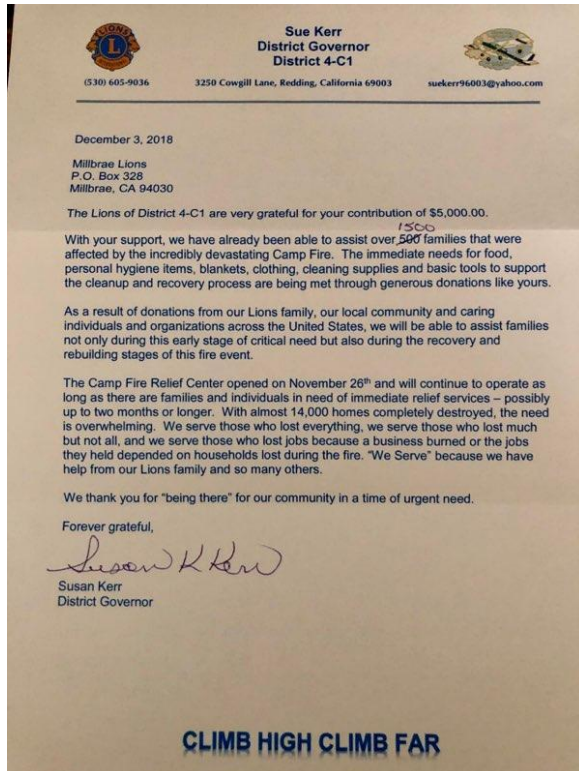 Sue Kerr
District Governor
District 4-C1
(530) 605-9036 3250 Cowgill Lane, Redding, California 69003 suekerr96003@yahoo.com
LIONS
L
December 3, 2018
Millbrae Lions
P.O. Box 328
Millbrae, CA 94030
The Lions of District 4-C1 are very grateful for your contribution of $5,000.00.
1500
With your support, we have already been able to assist over 500 families that were
affected by the incredibly devastating Camp Fire. The immediate needs for food,
personal hygiene items, blankets, clothing, cleaning supplies and basic tools to support
the cleanup and recovery process are being met through generous donations like yours.
As a result of donations from our Lions family, our local community and caring
individuals and organizations across the United States, we will be able to assist families
not only during this early stage of critical need but also during the recovery and
rebuilding stages of this fire event.
The Camp Fire Relief Center opened on November 26th and will continue to operate as
long as there are families and individuals in need of immediate relief services – possibly
up to two months or longer. With almost 14,000 homes completely destroyed, the need
is overwhelming. We serve those who lost everything, we serve those who lost much
but not all, and we serve those who lost jobs because a business burned or the jobs
they held depended on households lost during the fire. "We Serve" because we have
help from our Lions family and so many others.
We thank you for "being there" for our community in a time of urgent need.
Forever grateful,
Susan K Kerr
Susan Kerr
District Governor
CLIMB HIGH CLIMB FAR